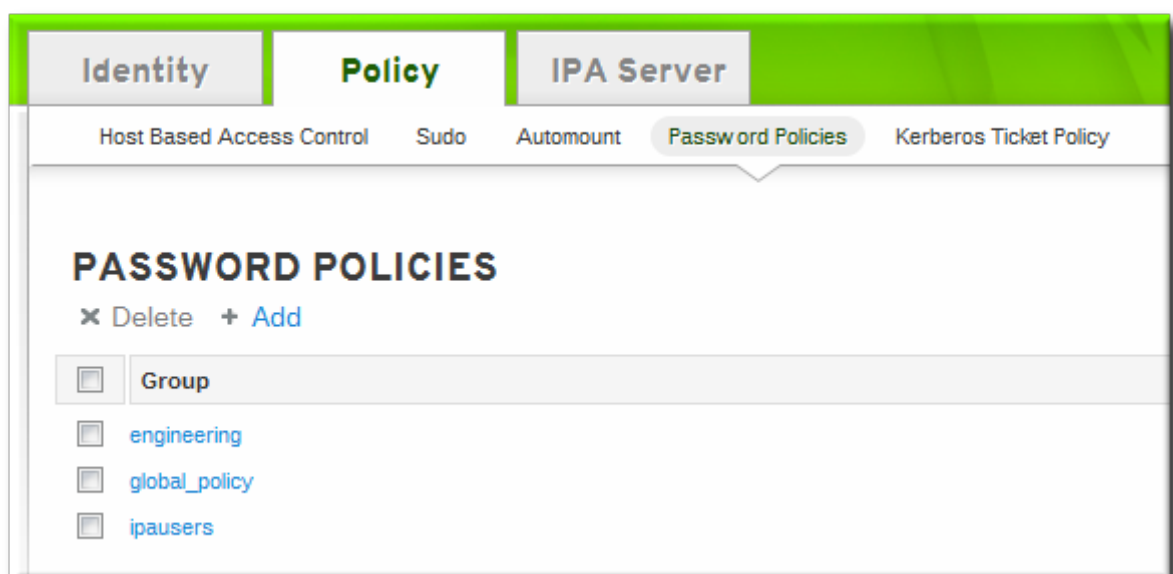 Identity Policy IPA Server
Host Based Access Control Sudo Automount Password Policies Kerberos Ticket Policy
PASSWORD POLICIES
Delete + Add
Group
engineering
global_policy
ipausers